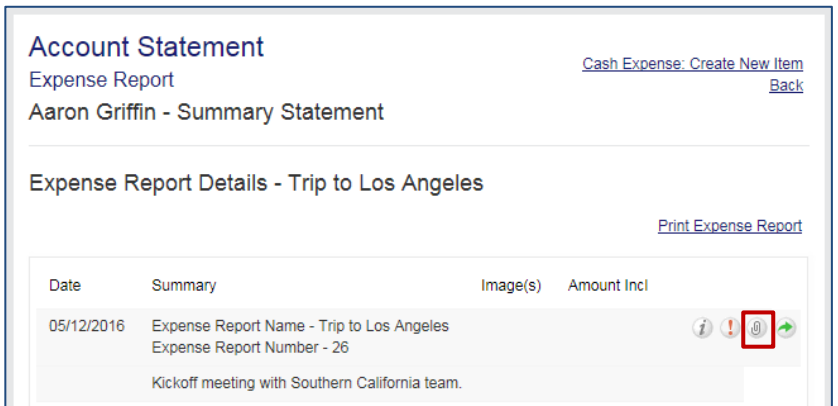 Account Statement
Expense Report
Cash Expense: Create New Item
Back
Aaron Griffin - Summary Statement
Expense Report Details - Trip to Los Angeles
Print Expense Report
Date Summary Image(s) Amount Incl
05/12/2016 Expense Report Name - Trip to Los Angeles
Expense Report Number - 26
Kickoff meeting with Southern California team.